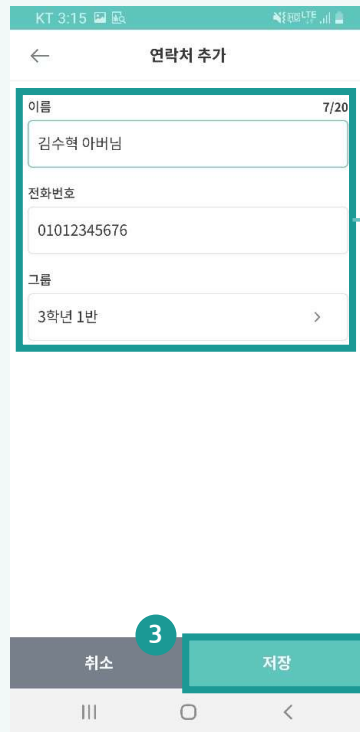 KT 3:15
연락처 추가
이름 7/20
김수혁 아버님
전화번호
01012345676
그룹
3학년 1반
3
취소 저장